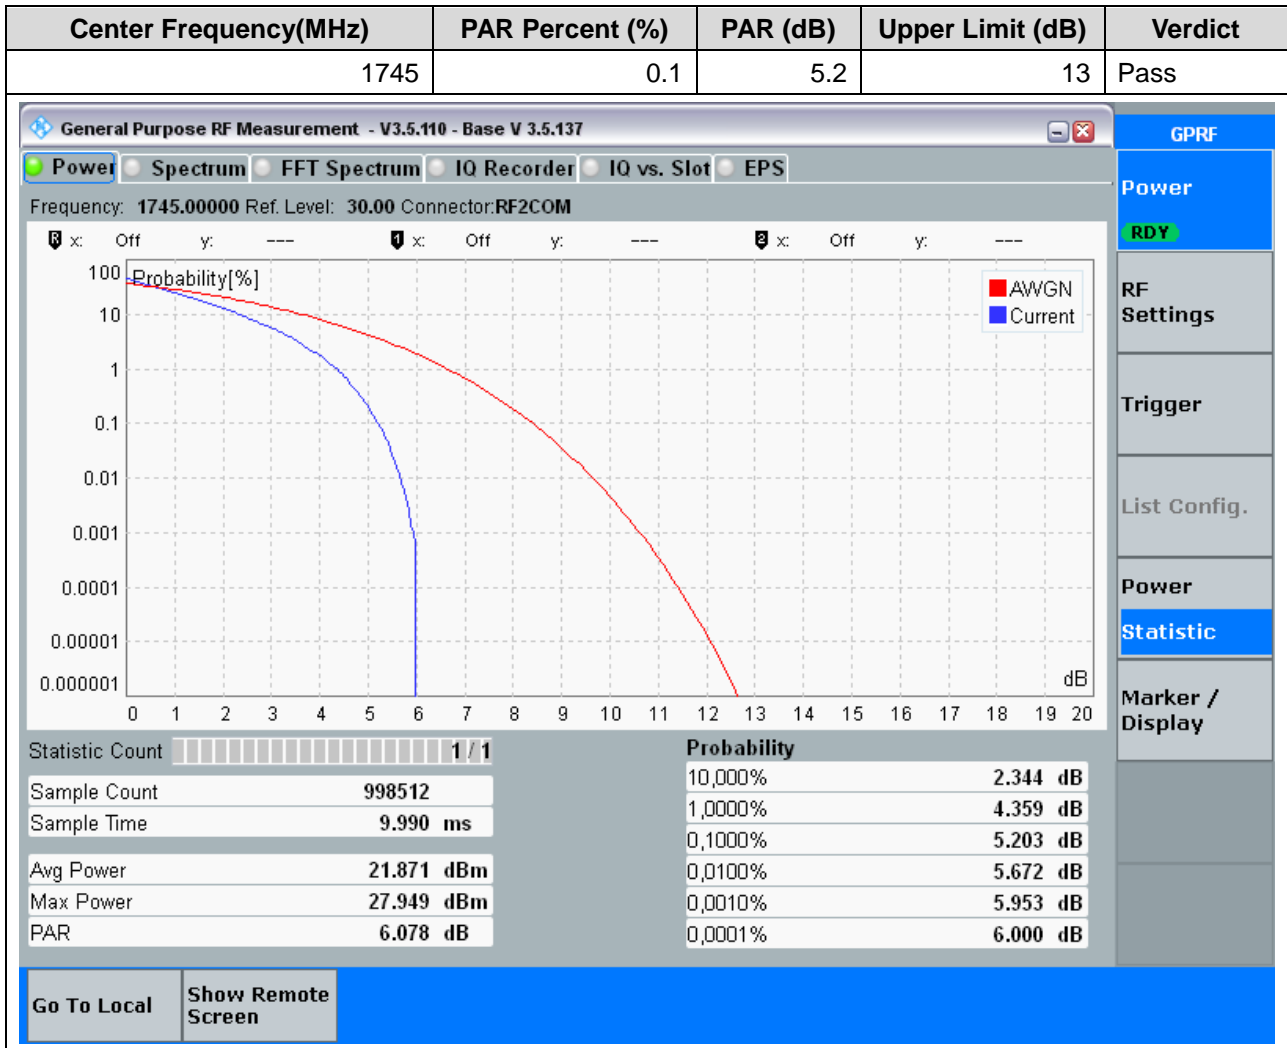 Center Frequency(MHz) PAR Percent (%) PAR (dB) Upper Limit (dB) Verdict
1745 0.1 5.2 13 Pass
General Purpose RF Measurement - V3.5.110 - Base V 3.5.137
GPRF
Power Spectrum FFT Spectrum IQ Recorder IQ vs. Slot EPS
Power
RDY
Frequency: 1745.00000 Ref. Level: 30.00 Connector:RF2COM
R x: Off y: --- 1 x: Off y: --- 2 x: Off y: ---
Probability[%]
AWGN
Current
100
10
1
0.1
0.01
0.001
0.0001
0.00001
0.000001
dB
0 1 2 3 4 5 6 7 8 9 10 11 12 13 14 15 16 17 18 19 20
RF
Settings
Trigger
List Config.
Power
Statistic
Marker /
Display
Statistic Count 1 / 1
Sample Count 998512
Sample Time 9.990 ms
Avg Power 21.871 dBm
Max Power 27.949 dBm
PAR 6.078 dB
Probability
10,000% 2.344 dB
1,0000% 4.359 dB
0,1000% 5.203 dB
0,0100% 5.672 dB
0,0010% 5.953 dB
0,0001% 6.000 dB
Go To Local
Show Remote
Screen